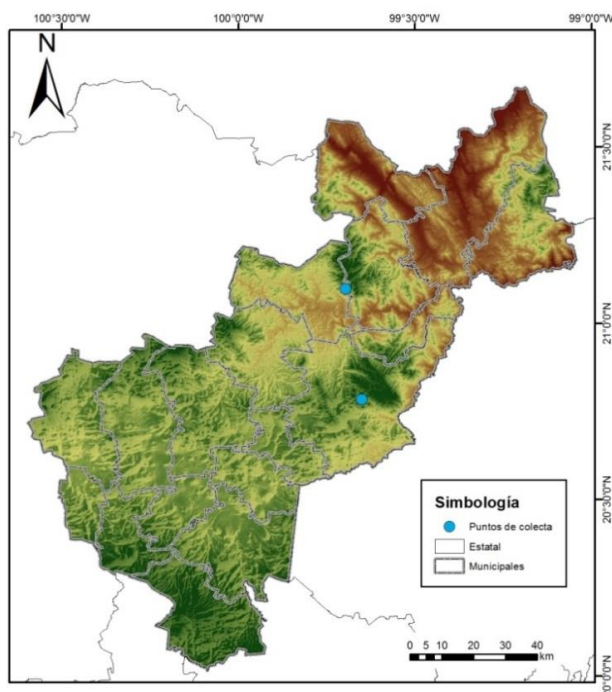 100°30'0"W 100°0'0"W 99°30'0"W 99°0'0"W
N
21°30'0"N
21°0'0"N
20°30'0"N
20°0'0"N
Simbología
Puntos de colecta
Estatal
Municipales
0 5 10 20 30 40
km